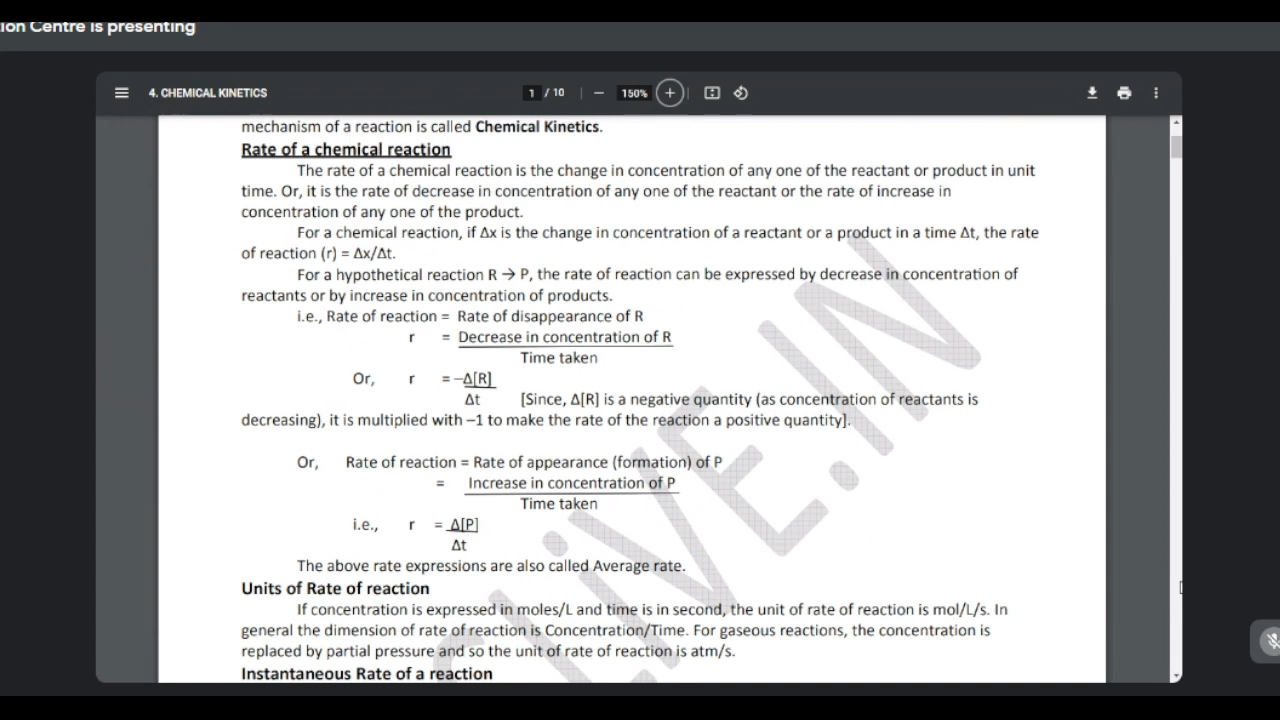 ion Centre is presenting
4. CHEMICAL KINETICS
1 / 10
150%
mechanism of a reaction is called Chemical Kinetics.
Rate of a chemical reaction
The rate of a chemical reaction is the change in concentration of any one of the reactant or product in unit
time. Or, it is the rate of decrease in concentration of any one of the reactant or the rate of increase in
concentration of any one of the product.
For a chemical reaction, if Δx is the change in concentration of a reactant or a product in a time Δt, the rate
of reaction (r) = Δx/Δt.
For a hypothetical reaction R → P, the rate of reaction can be expressed by decrease in concentration of
reactants or by increase in concentration of products.
i.e., Rate of reaction = Rate of disappearance of R
r = Decrease in concentration of R
Time taken
Or, r = –Δ[R]
Δt [Since, Δ[R] is a negative quantity (as concentration of reactants is
decreasing), it is multiplied with –1 to make the rate of the reaction a positive quantity].
Or, Rate of reaction = Rate of appearance (formation) of P
= Increase in concentration of P
Time taken
i.e., r = Δ[P]
Δt
The above rate expressions are also called Average rate.
Units of Rate of reaction
If concentration is expressed in moles/L and time is in second, the unit of rate of reaction is mol/L/s. In
general the dimension of rate of reaction is Concentration/Time. For gaseous reactions, the concentration is
replaced by partial pressure and so the unit of rate of reaction is atm/s.
Instantaneous Rate of a reaction
LiVE.IN